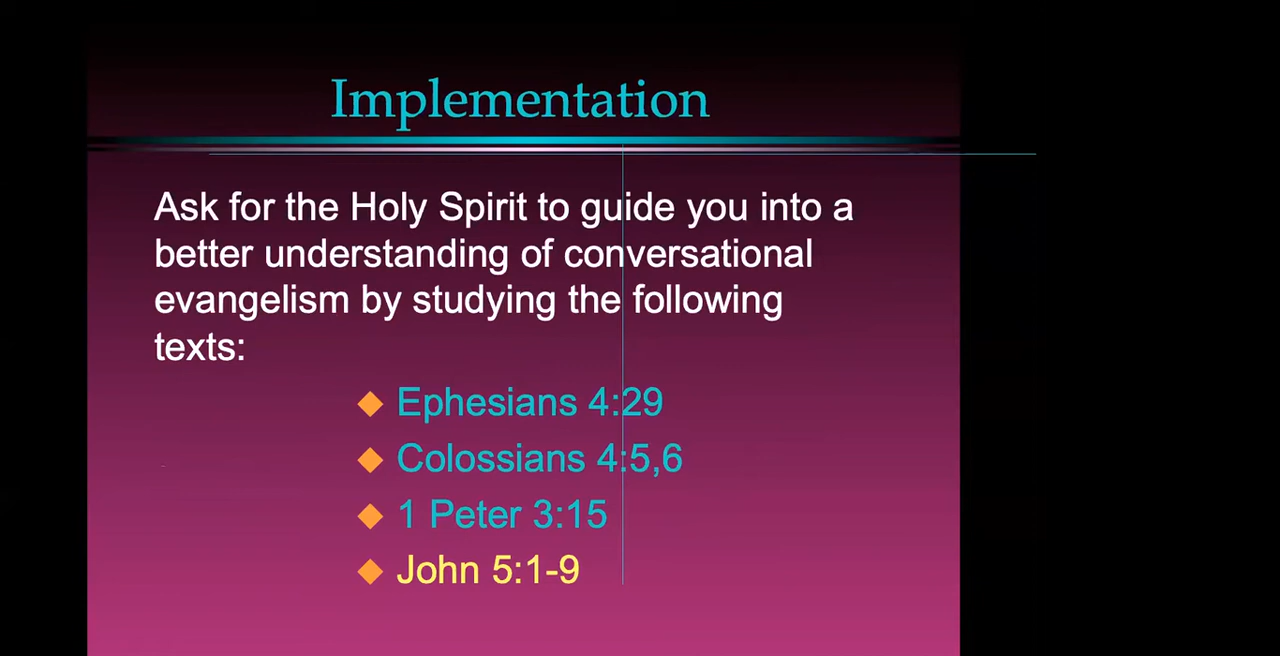 Implementation
Ask for the Holy Spirit to guide you into a
better understanding of conversational
evangelism by studying the following
texts:
Ephesians 4:29
Colossians 4:5,6
1 Peter 3:15
John 5:1-9